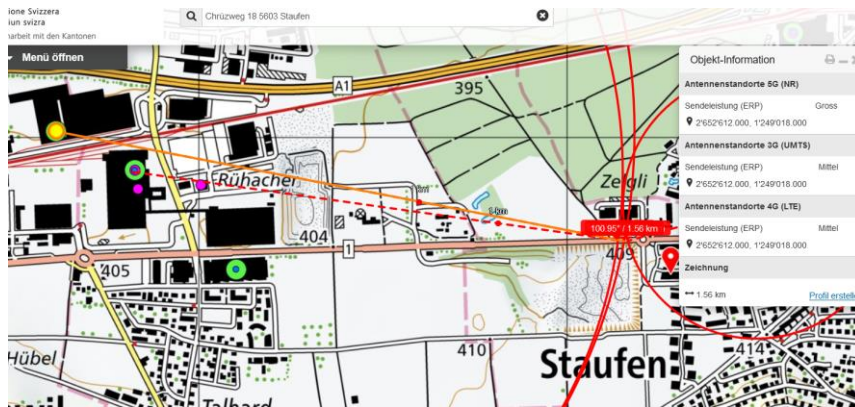 ione Svizzera
iun svizra
narbeit mit den Kantonen
Chrüzweg 18 5603 Staufen
Menü öffnen
Objekt-Information
Antennenstandorte 5G (NR)
Sendeleistung (ERP) Gross
2'652'612.000, 1'249'018.000
Antennenstandorte 3G (UMTS)
Sendeleistung (ERP) Mittel
2'652'612.000, 1'249'018.000
Antennenstandorte 4G (LTE)
Sendeleistung (ERP) Mittel
2'652'612.000, 1'249'018.000
Zeichnung
1.56 km Profil erstelle
A1
395
Rühacher
Zelgli
1 km
100.95° / 1.56 km
404
1
409
405
410
414
Staufen
Hübel
Talhard